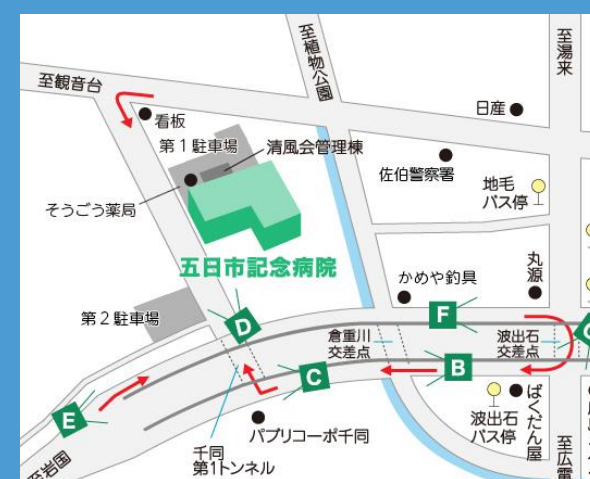 至観音台
至植物公園
至湯来
看板
第1駐車場
清風会管理棟
日産
佐伯警察署
地毛
バス停
そうごう薬局
五日市記念病院
かめや釣具
丸源
第2駐車場
D
F
倉重川
交差点
波出石
交差点
B
C
E
パプリコーポ千同
波出石
バス停
ばくだん屋
千同
第1トンネル
至岩国
至広電